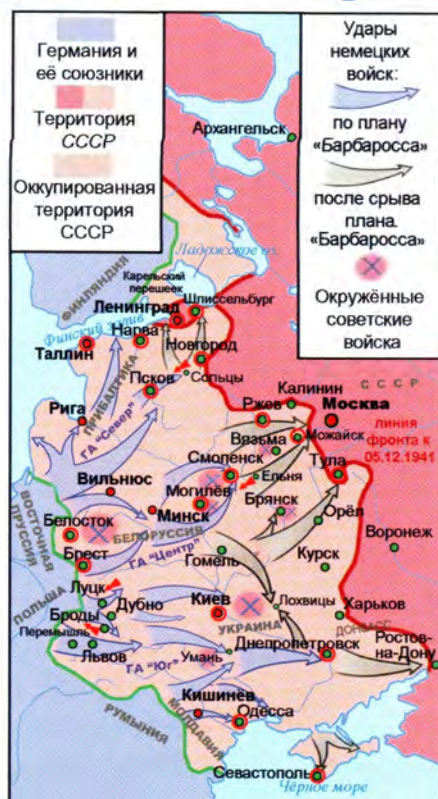 Германия и
её союзники
Территория
СССР
Оккупированная
территория
СССР
Удары
немецких
войск:
по плану
«Барбаросса»
после срыва
плана
«Барбаросса»
Окружённые
советские
войска
Архангельск
ФИНЛЯНДИЯ
Ладожское оз.
Карельский
перешеек
Финский залив
Ленинград
Шлиссельбург
Таллин
Нарва
Новгород
ПРИБАЛТИКА
Псков
Сольцы
СССР
Калинин
Рига
ГА "Север"
Ржев
Москва
Вязьма
Можайск
линия
фронта к
05.12.1941
Смоленск
Ельня
Тула
Вильнюс
Могилёв
ВОСТОЧНАЯ
ПРУССИЯ
Минск
Брянск
Белосток
БЕЛОРУССИЯ
Орёл
Воронеж
Брест
ГА "Центр"
Гомель
Курск
ПОЛЬША
Луцк
Дубно
Киев
Лохвицы
Харьков
Броды
УКРАИНА
ДОНБАСС
Перемышль
Львов
Умань
Днепропетровск
Ростов-
на-Дону
ГА "Юг"
Кишинёв
РУМЫНИЯ
МОЛДАВИЯ
Одесса
Севастополь
Чёрное море